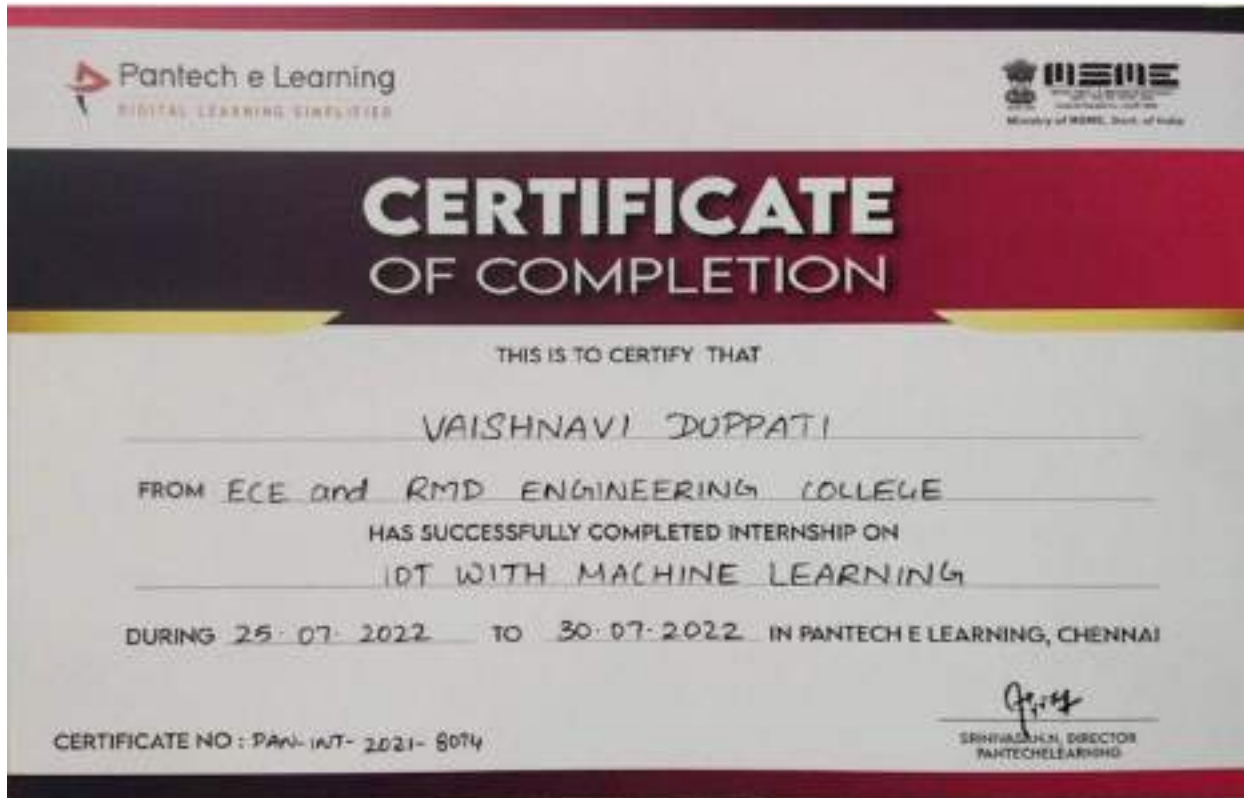 Pantech e Learning
DIGITAL LEARNING SIMPLIFIED
MSME
Ministry of MSME, Govt. of India
CERTIFICATE
OF COMPLETION
THIS IS TO CERTIFY THAT
VAISHNAVI DUPPATI
FROM ECE and RMD ENGINEERING COLLEGE
HAS SUCCESSFULLY COMPLETED INTERNSHIP ON
IOT WITH MACHINE LEARNING
DURING 25.07.2022 TO 30.07.2022 IN PANTECH E LEARNING, CHENNAI
CERTIFICATE NO : PAN-INT-2021-8074
SRINIVASAN.N, DIRECTOR
PANTECHELEARNING